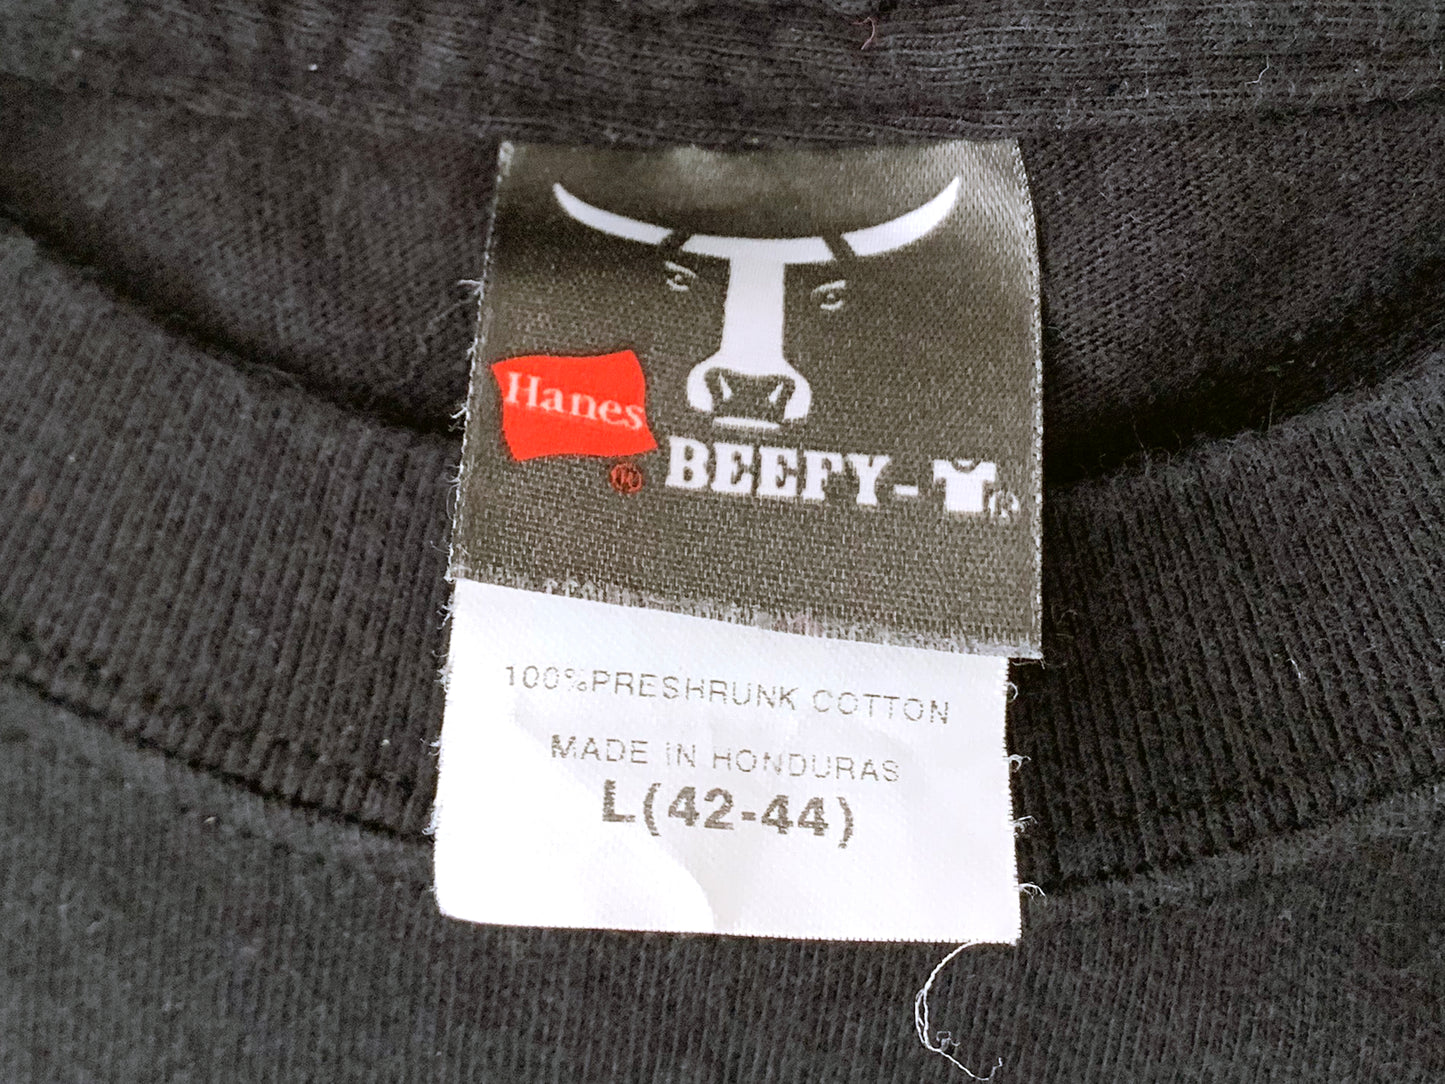 Hanes
®
BEEFY-
®
100%PRESHRUNK COTTON
MADE IN HONDURAS
L(42-44)